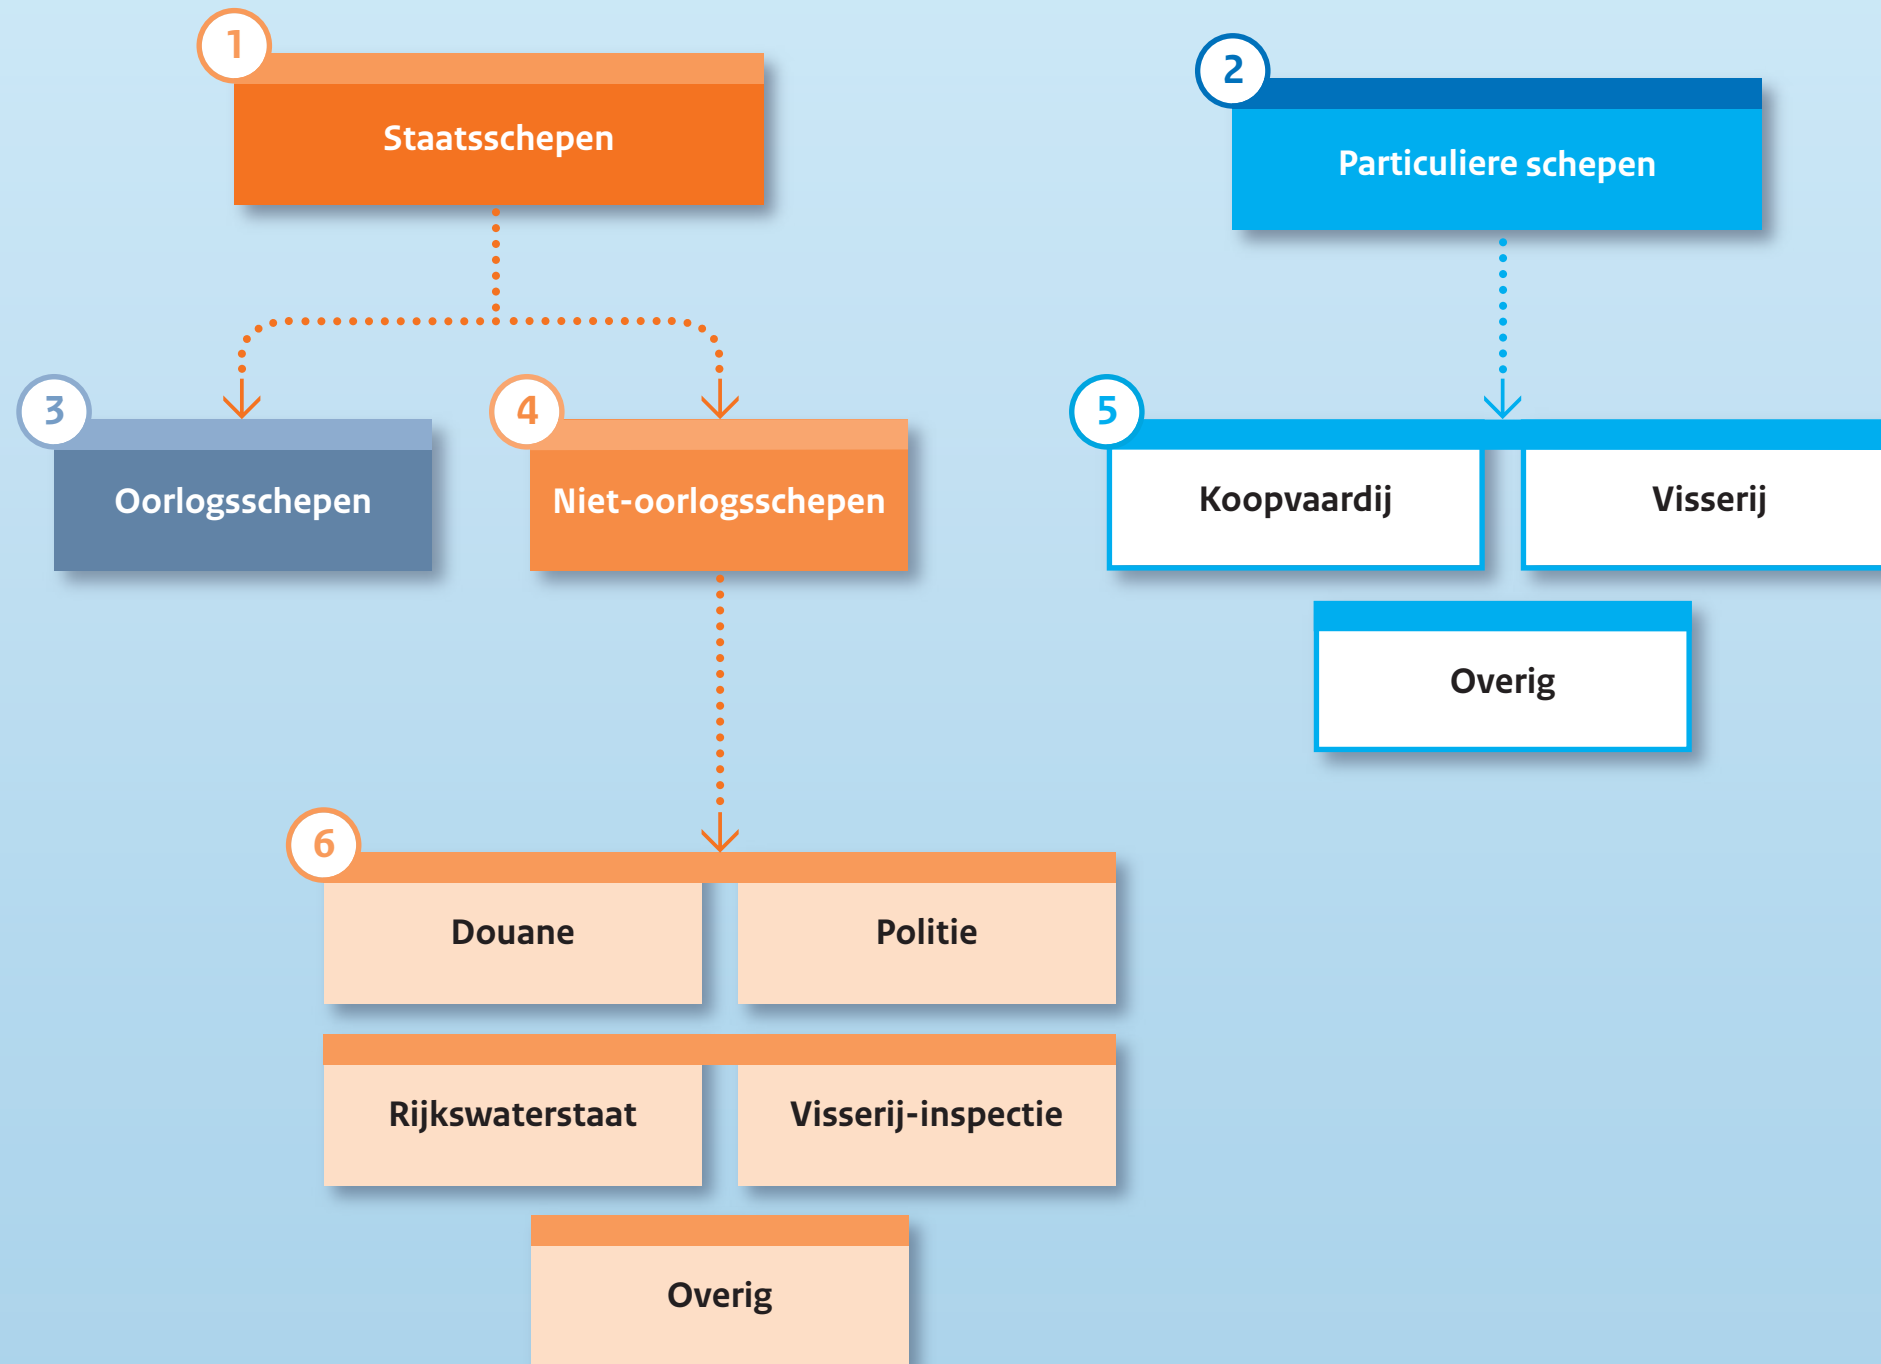 1
Staatsschepen
2
Particuliere schepen
3
Oorlogsschepen
4
Niet-oorlogsschepen
5
Koopvaardij
Visserij
Overig
6
Douane
Politie
Rijkswaterstaat
Visserij-inspectie
Overig